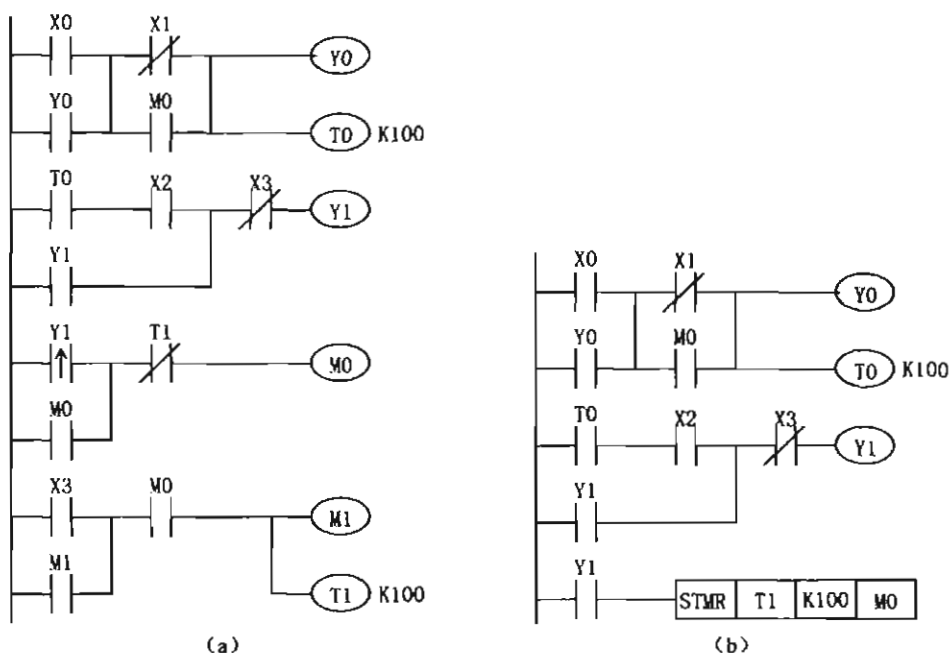 X0 X1
Y0
Y0 M0
T0 K100
T0 X2 X3
Y1
Y1
Y1 T1
M0
M0
X3 M0
M1
M1
T1 K100
(a)
X0 X1
Y0
Y0 M0
T0 K100
T0 X2 X3
Y1
Y1
Y1
STMR T1 K100 M0
(b)